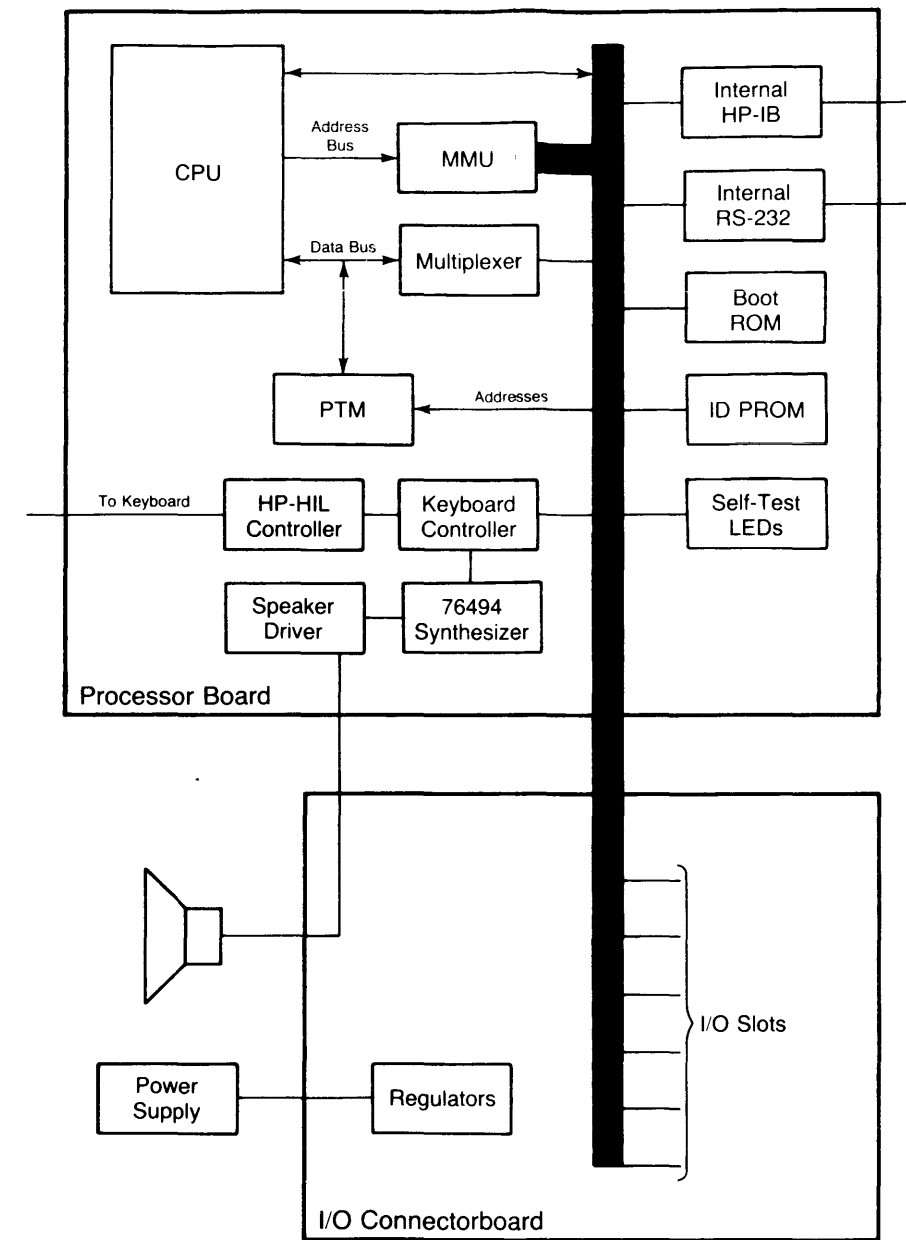 CPU
Address
Bus
MMU
Data Bus
Multiplexer
PTM
Addresses
Internal
HP-IB
Internal
RS-232
Boot
ROM
ID PROM
Self-Test
LEDs
To Keyboard
HP-HIL
Controller
Keyboard
Controller
Speaker
Driver
76494
Synthesizer
Processor Board
I/O Slots
Power
Supply
Regulators
I/O Connectorboard